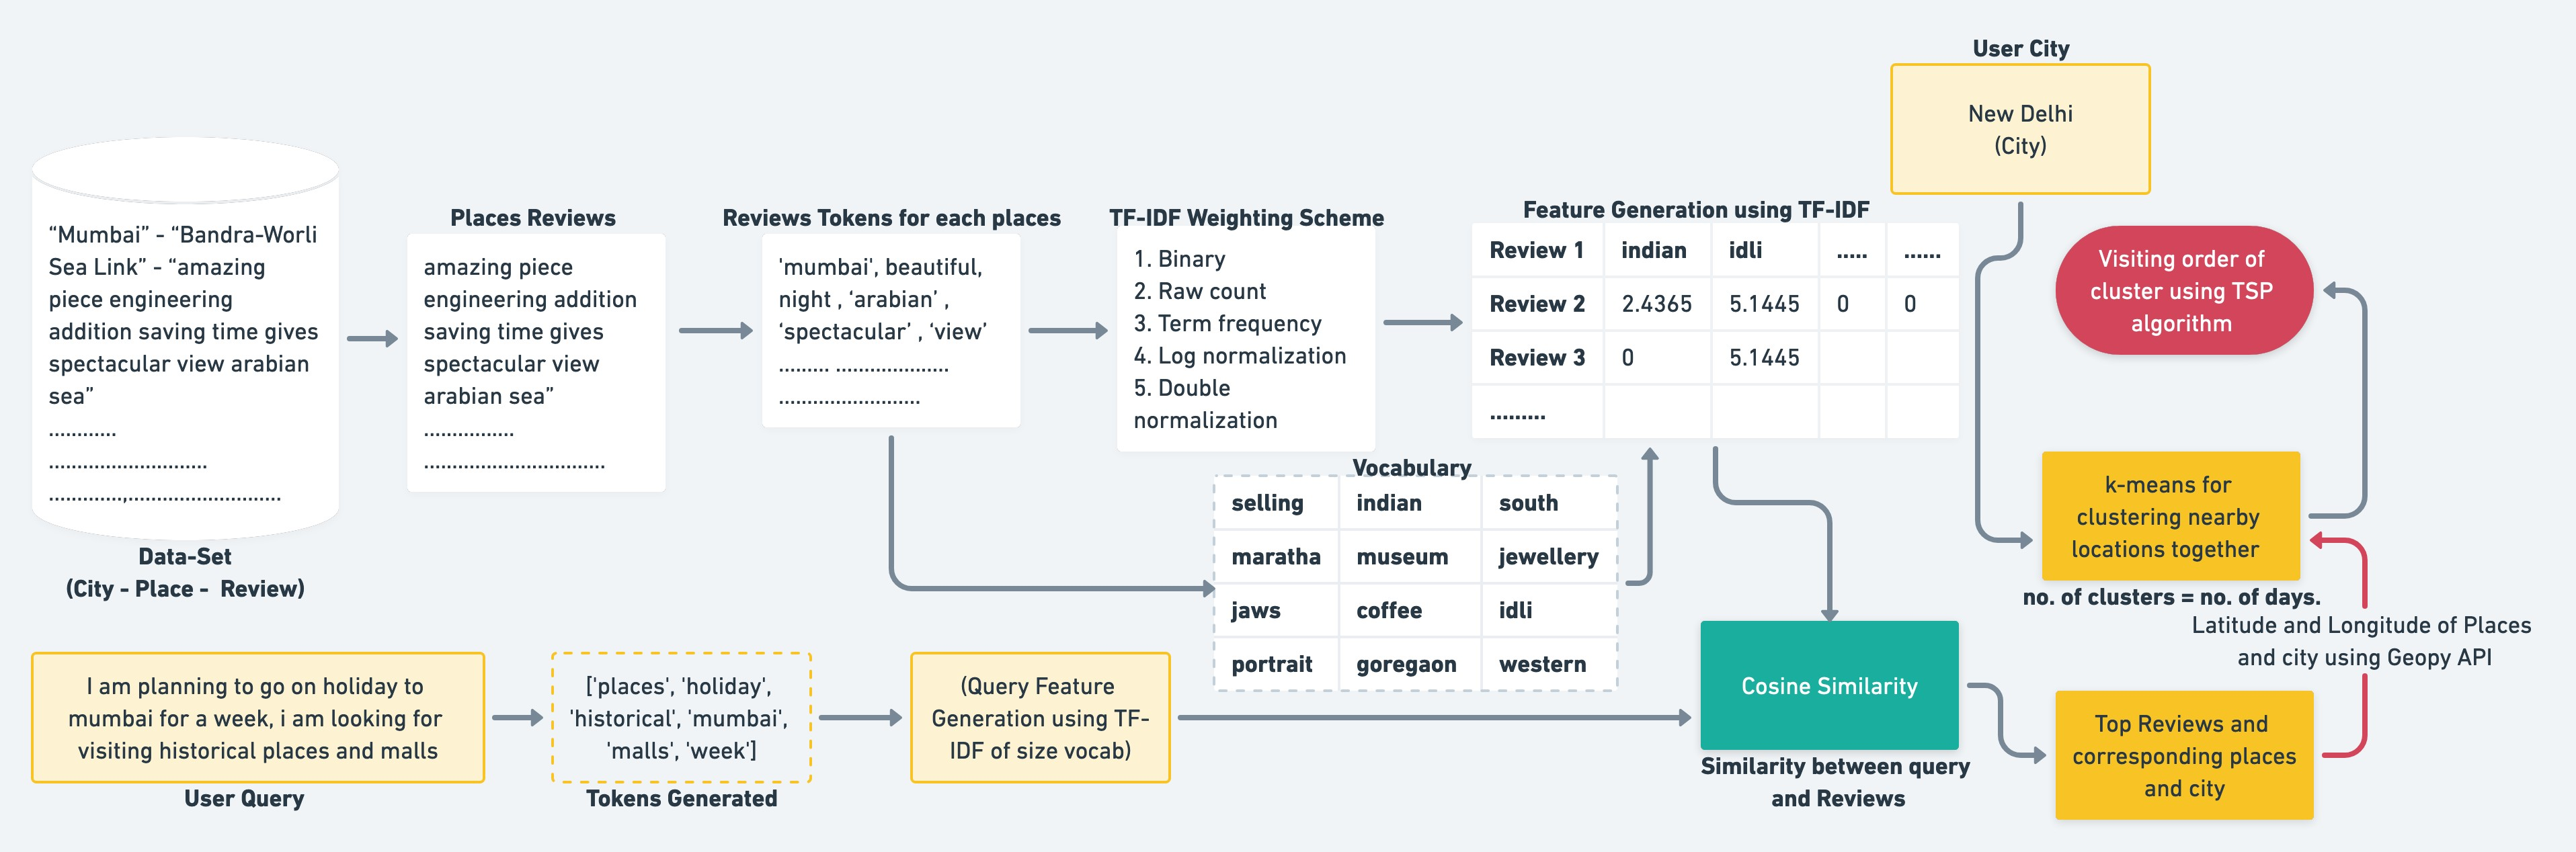 User City
New Delhi
(City)
“Mumbai” - “Bandra-Worli
Sea Link” - “amazing
piece engineering
addition saving time gives
spectacular view arabian
sea”
............
............................
.............,...........................
Data-Set
(City - Place - Review)
Places Reviews
amazing piece
engineering addition
saving time gives
spectacular view
arabian sea”
................
................................
Reviews Tokens for each places
'mumbai', beautiful,
night , ‘arabian’ ,
‘spectacular’ , ‘view’
......... ....................
.........................
TF-IDF Weighting Scheme
1. Binary
2. Raw count
3. Term frequency
4. Log normalization
5. Double
normalization
Feature Generation using TF-IDF
Review 1 indian idli ..... ......
Review 2 2.4365 5.1445 0 0
Review 3 0 5.1445
.........
Vocabulary
selling indian south
maratha museum jewellery
jaws coffee idli
portrait goregaon western
Visiting order of
cluster using TSP
algorithm
k-means for
clustering nearby
locations together
no. of clusters = no. of days.
Latitude and Longitude of Places
and city using Geopy API
I am planning to go on holiday to
mumbai for a week, i am looking for
visiting historical places and malls
User Query
['places', 'holiday',
'historical', 'mumbai',
'malls', 'week']
Tokens Generated
(Query Feature
Generation using TF-
IDF of size vocab)
Cosine Similarity
Similarity between query
and Reviews
Top Reviews and
corresponding places
and city